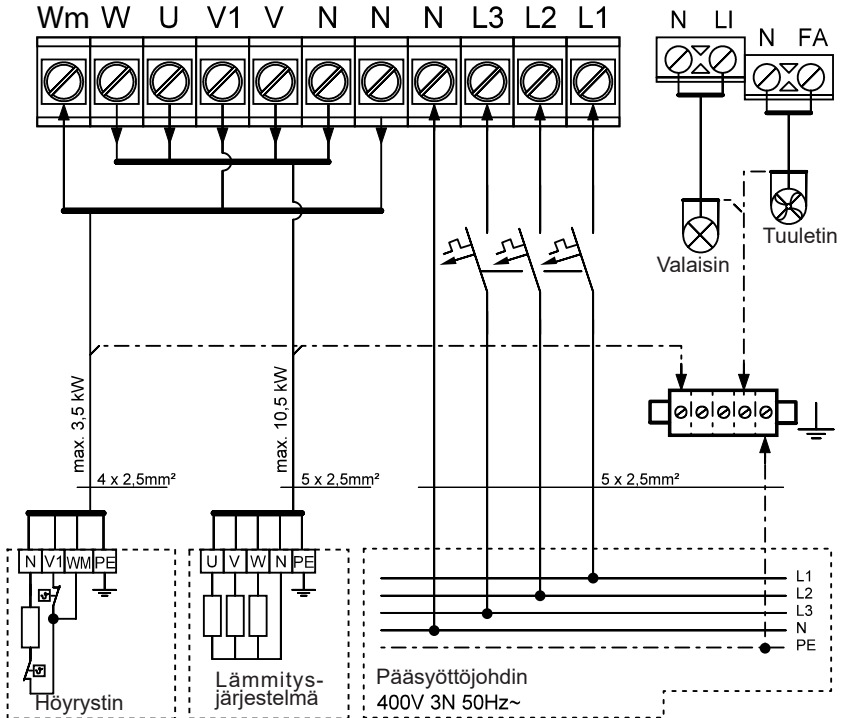 Wm W U V1 V N N N L3 L2 L1
N LI
N FA
Valaisin
Tuuletin
max. 3,5 kW
max. 10,5 kW
4 x 2,5mm²
5 x 2,5mm²
5 x 2,5mm²
N V1 WM PE
U V W N PE
L1
L2
L3
N
PE
Höyrystin
Lämmitys-
järjestelmä
Pääsyöttöjohdin
400V 3N 50Hz~